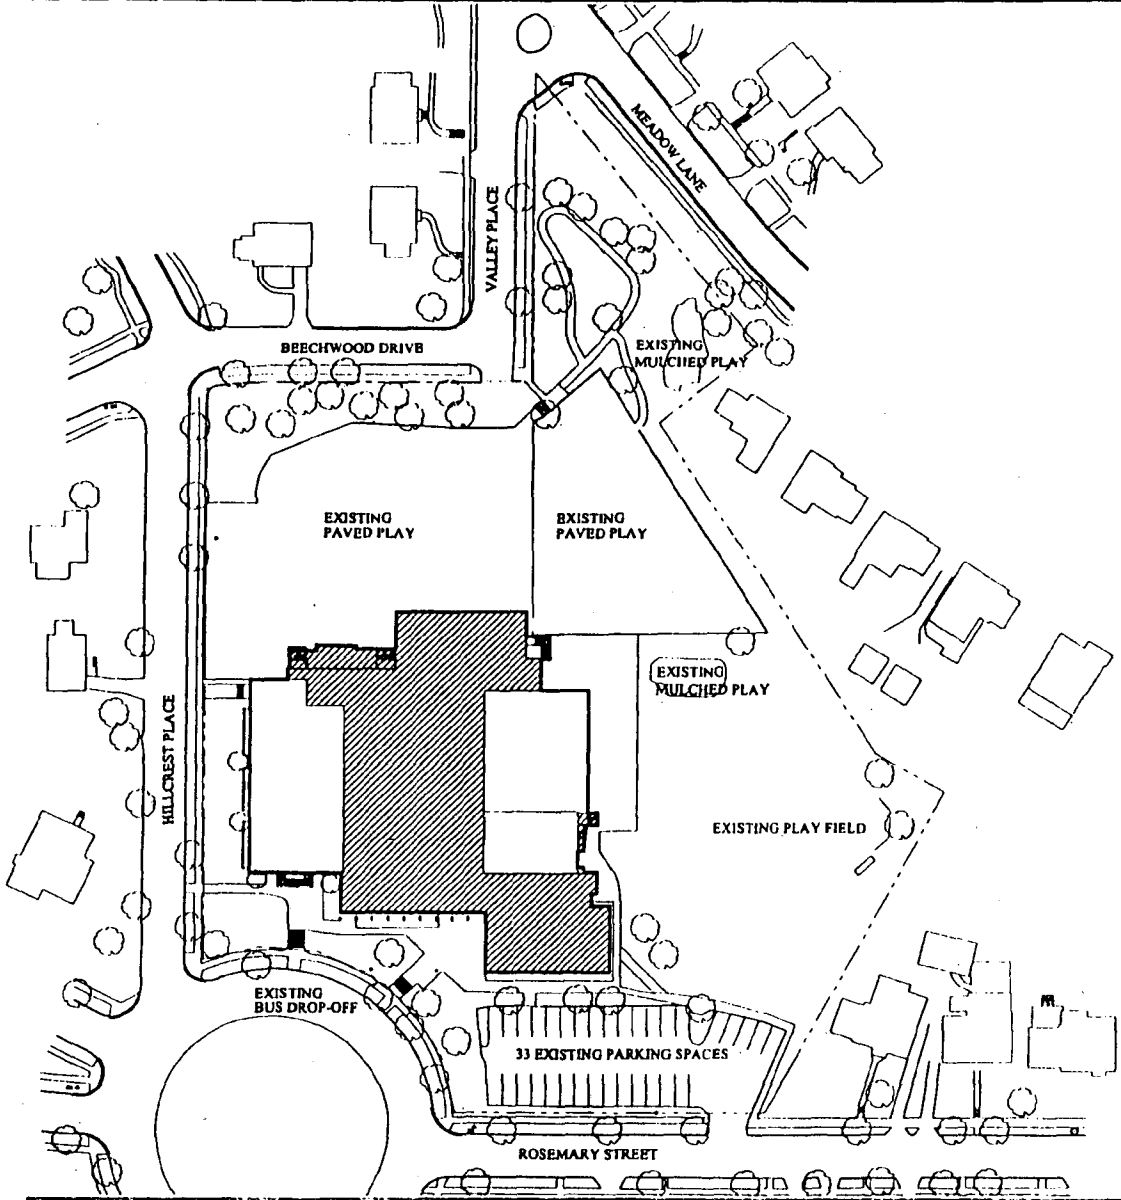 MEADOW LANE
VALLEY PLACE
BEECHWOOD DRIVE
EXISTING
MULCHED PLAY
EXISTING
PAVED PLAY
EXISTING
PAVED PLAY
EXISTING
MULCHED PLAY
HILLCREST PLACE
EXISTING PLAY FIELD
EXISTING
BUS DROP-OFF
33 EXISTING PARKING SPACES
ROSEMARY STREET